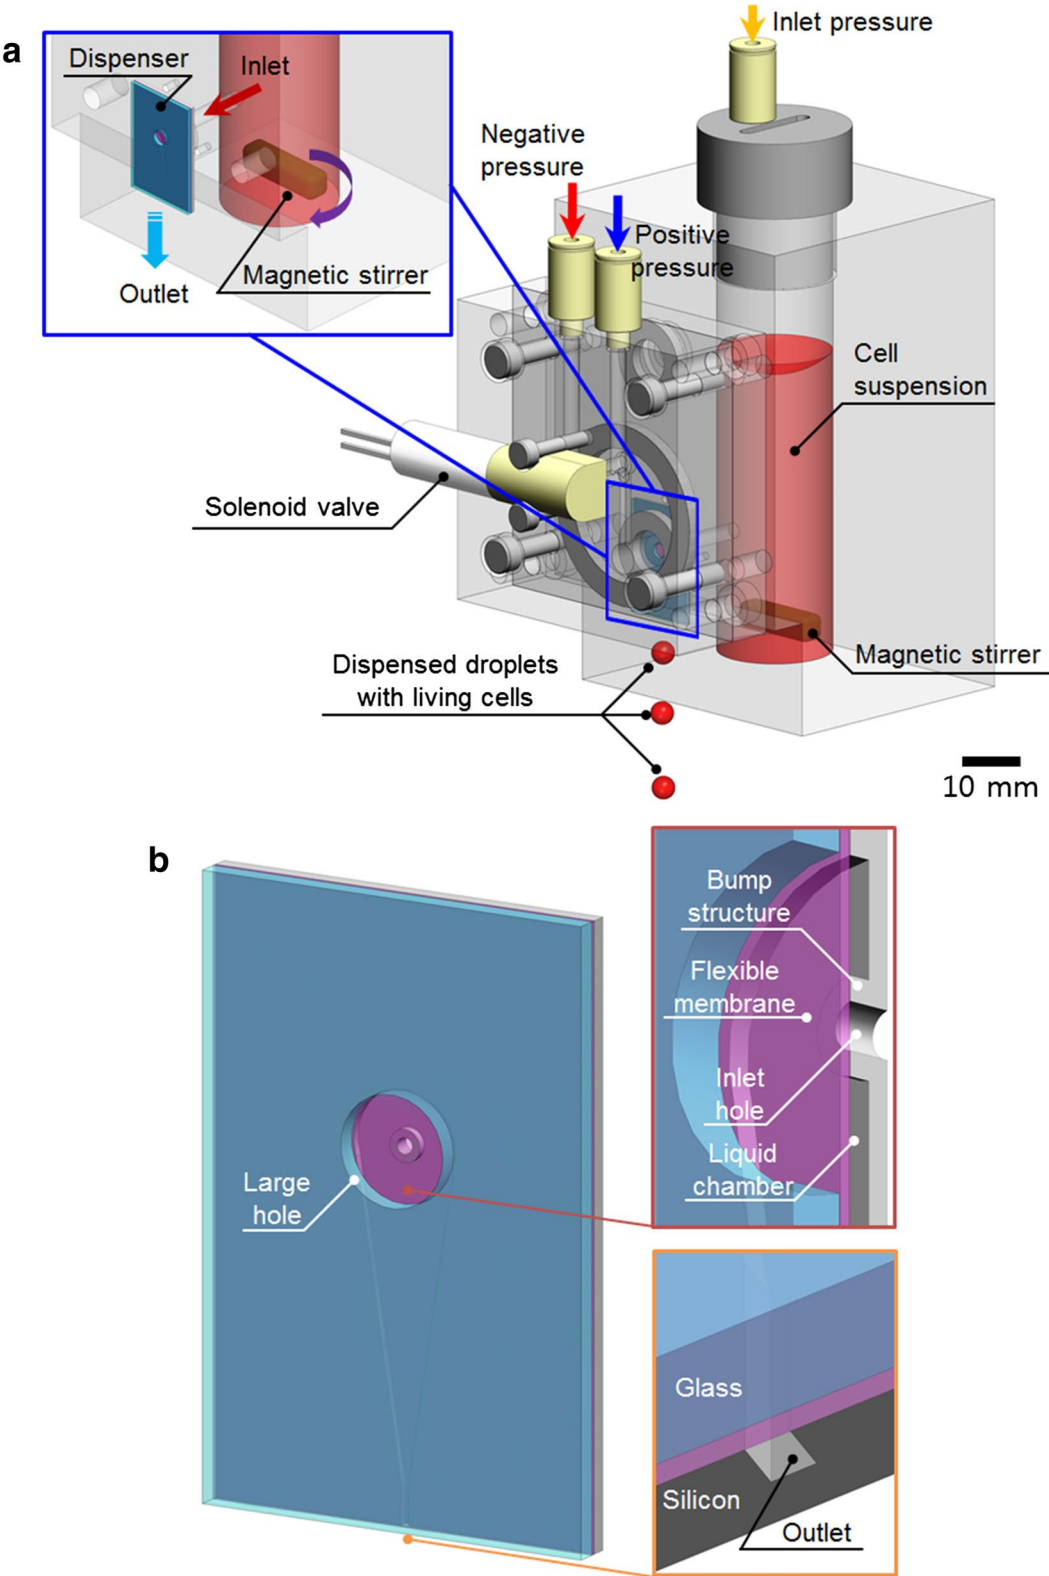 a
Dispenser
Inlet
Magnetic stirrer
Outlet
Inlet pressure
Negative
pressure
Positive
pressure
Cell
suspension
Solenoid valve
Magnetic stirrer
Dispensed droplets
with living cells
10 mm
b
Large
hole
Bump
structure
Flexible
membrane
Inlet
hole
Liquid
chamber
Glass
Silicon
Outlet